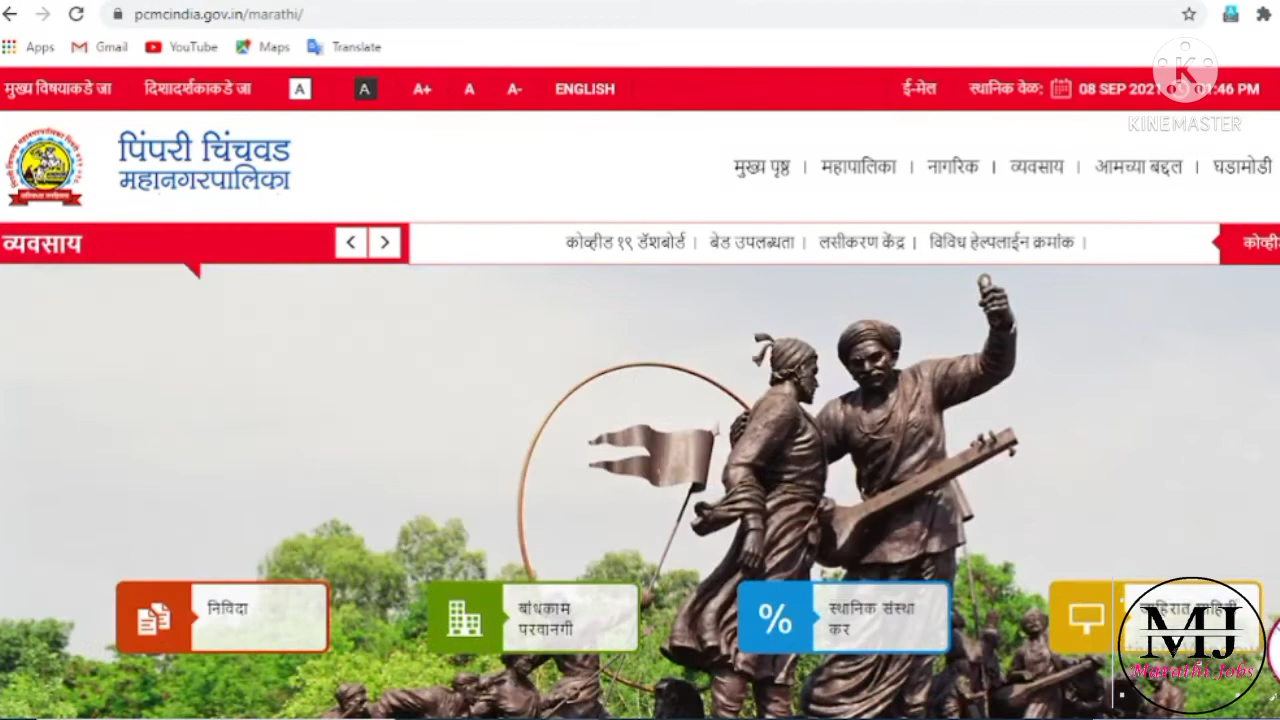 pcmcindia.gov.in/marathi/
Apps Gmail YouTube Maps Translate
मुख्य विषयाकडे जा दिशादर्शकाकडे जा A A A+ A A- ENGLISH ई-मेल स्थानिक वेळ: 08 SEP 2021 01:46 PM
K
KINEMASTER
पिंपरी चिंचवड
महानगरपालिका
मुख्य पृष्ठ | महापालिका | नागरिक | व्यवसाय | आमच्या बद्दल | घडामोडी
व्यवसाय < > कोव्हीड १९ डॅशबोर्ड | बेड उपलब्धता | लसीकरण केंद्र | विविध हेल्पलाईन क्रमांक |
निविदा
बांधकाम
परवानगी
%
स्थानिक संस्था
कर
MJ
Marathi Jobs